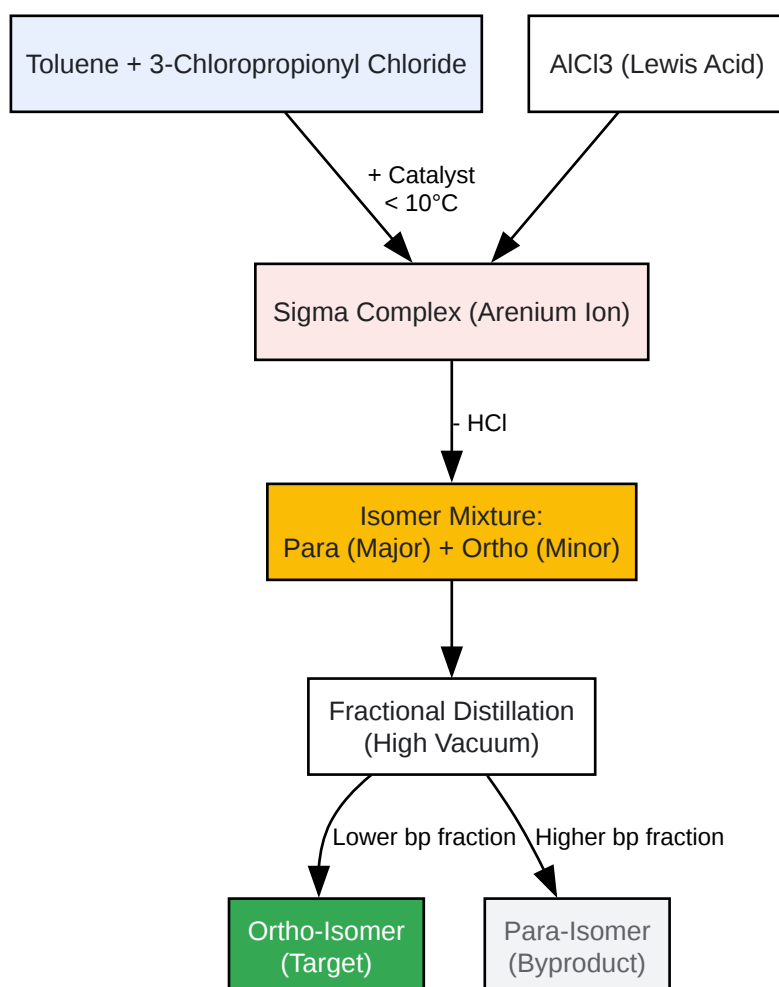 Toluene + 3-Chloropropionyl Chloride
AlCl3 (Lewis Acid)
+ Catalyst
< 10°C
Sigma Complex (Arenium Ion)
- HCl
Isomer Mixture:
Para (Major) + Ortho (Minor)
Fractional Distillation
(High Vacuum)
Lower bp fraction
Higher bp fraction
Ortho-Isomer
(Target)
Para-Isomer
(Byproduct)